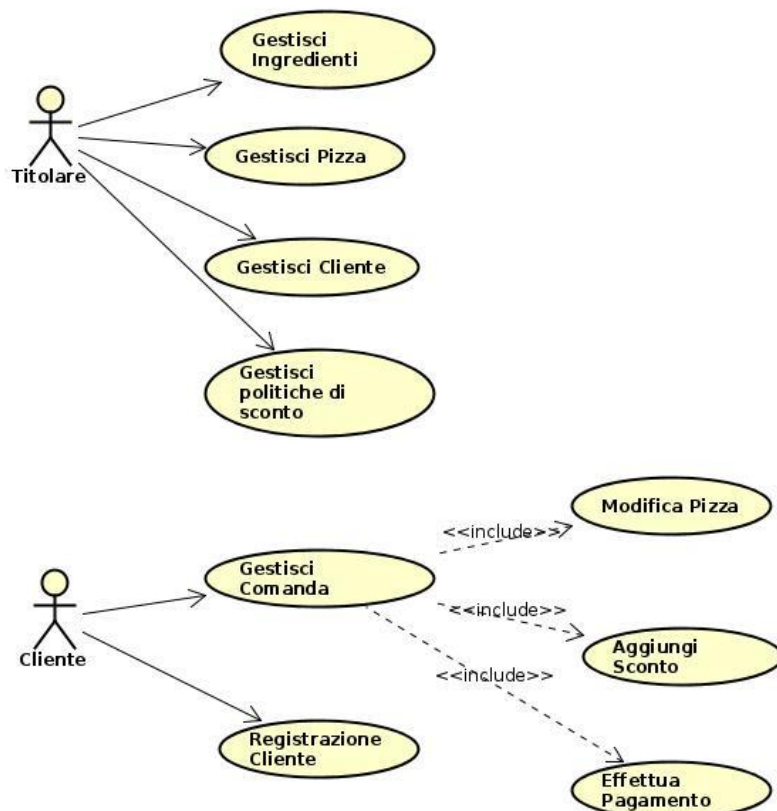 Gestisci
Ingredienti
Titolare
Gestisci Pizza
Gestisci Cliente
Gestisci
politiche di
sconto
Modifica Pizza
<<include>>
Gestisci
Comanda
<<include>>
Aggiungi
Sconto
Cliente
<<include>>
Registrazione
Cliente
Effettua
Pagamento